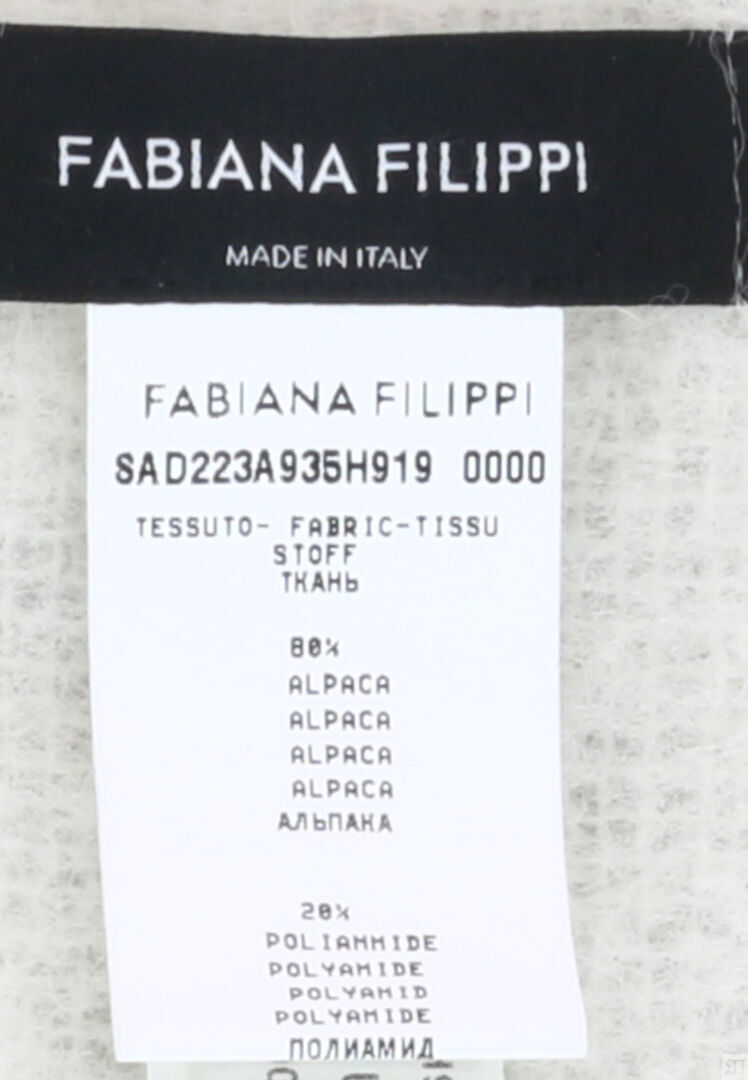 FABIANA FILIPPI
MADE IN ITALY
FABIANA FILIPPI
SAD223A935H919 0000
TESSUTO- FABRIC-TISSU
STOFF
ТКАНЬ
80%
ALPACA
ALPACA
ALPACA
ALPACA
АЛЬПАКА
20%
POLIAMMIDE
POLYAMIDE
POLYAMID
POLYAMIDE
ПОЛИАМИД